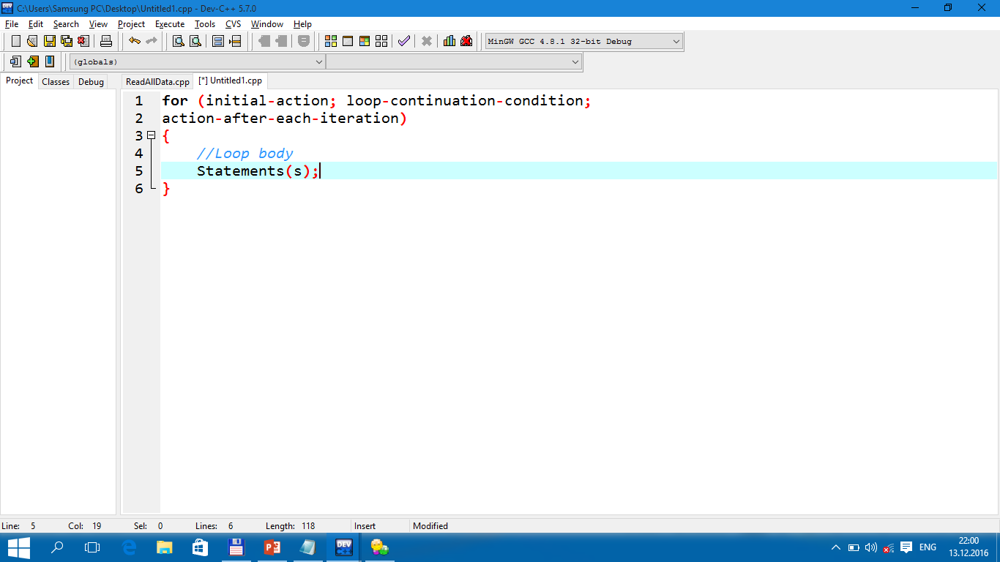 C:\Users\Samsung PC\Desktop\Untitled1.cpp - Dev-C++ 5.7.0
File Edit Search View Project Execute Tools CVS Window Help
MinGW GCC 4.8.1 32-bit Debug
(globals)
Project Classes Debug ReadAllData.cpp [*] Untitled1.cpp
1 for (initial-action; loop-continuation-condition;
2 action-after-each-iteration)
3 {
4 //Loop body
5 Statements(s);
6 }
Line: 5 Col: 19 Sel: 0 Lines: 6 Length: 118 Insert Modified
DEV
ENG
22:00
13.12.2016